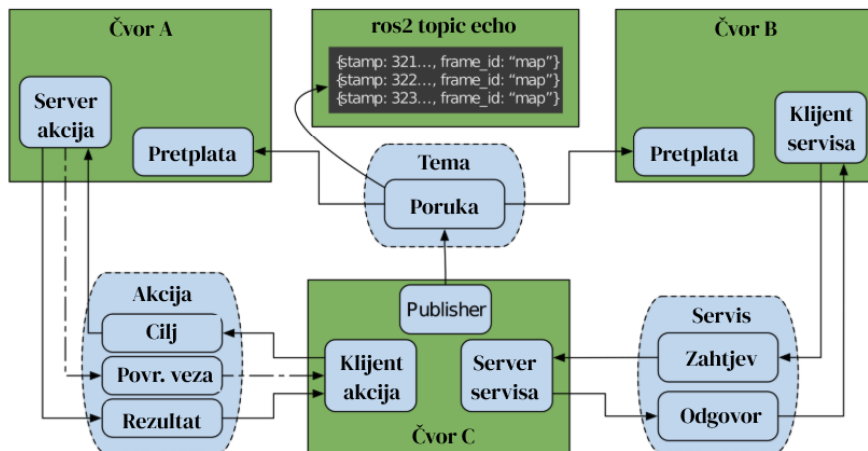 Čvor A
ros2 topic echo
Čvor B
{stamp: 321..., frame_id: “map”}
{stamp: 322..., frame_id: “map”}
{stamp: 323..., frame_id: “map”}
Server
akcija
Pretplata
Klijent
servisa
Pretplata
Tema
Poruka
Akcija
Cilj
Povr. veza
Rezultat
Publisher
Klijent
akcija
Server
servisa
Čvor C
Servis
Zahtjev
Odgovor